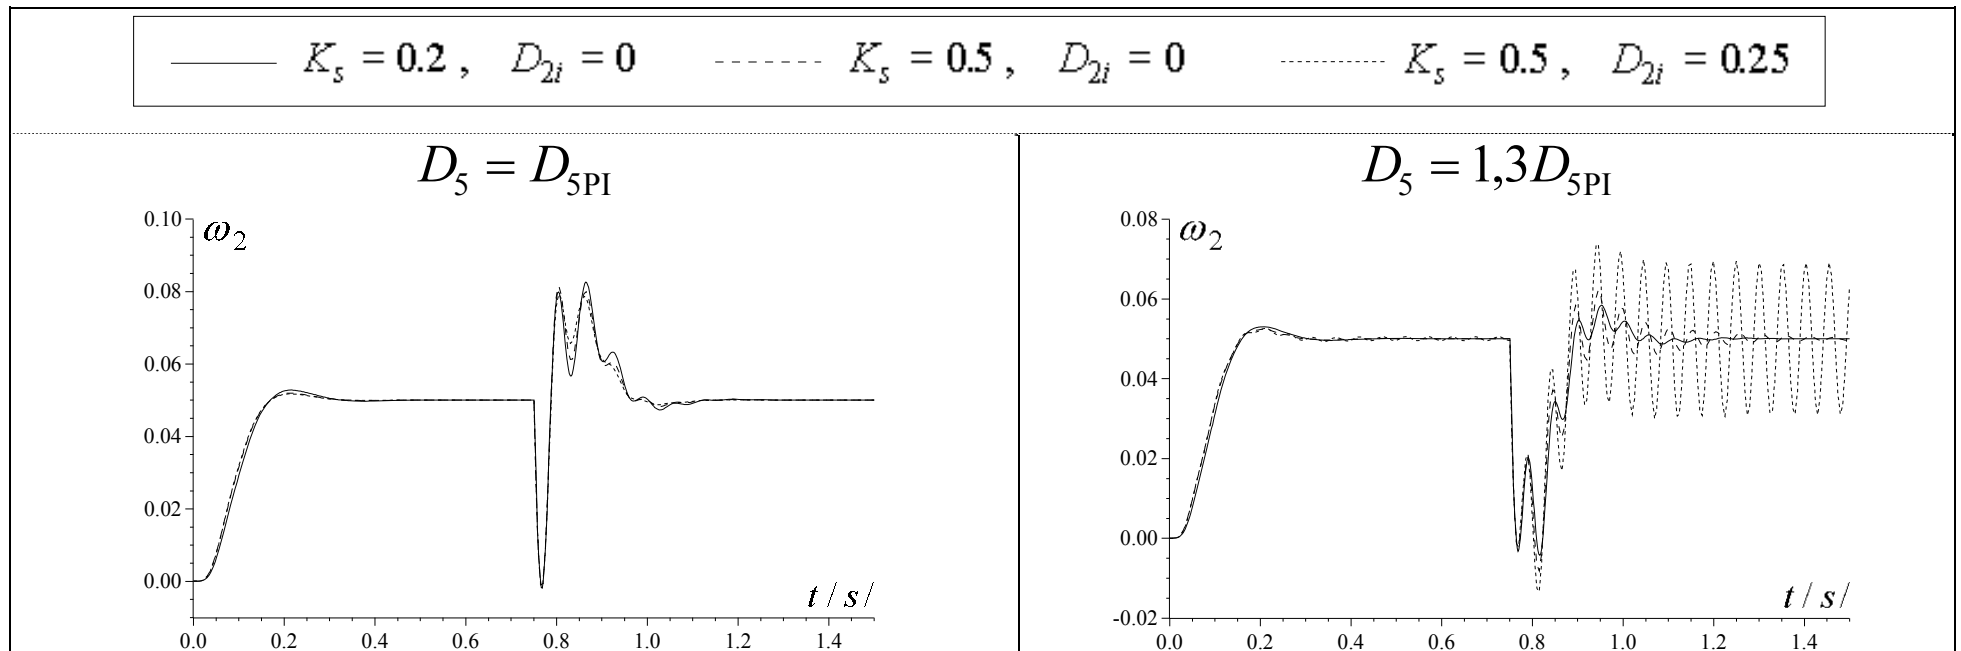 K_s = 0.2 , D_2i = 0 K_s = 0.5 , D_2i = 0 K_s = 0.5 , D_2i = 0.25
D_5 = D_5PI
0.10
ω_2
0.08
0.06
0.04
0.02
0.00
t / s /
0.0 0.2 0.4 0.6 0.8 1.0 1.2 1.4
D_5 = 1,3D_5PI
0.08
ω_2
0.06
0.04
0.02
0.00
-0.02
t / s /
0.0 0.2 0.4 0.6 0.8 1.0 1.2 1.4